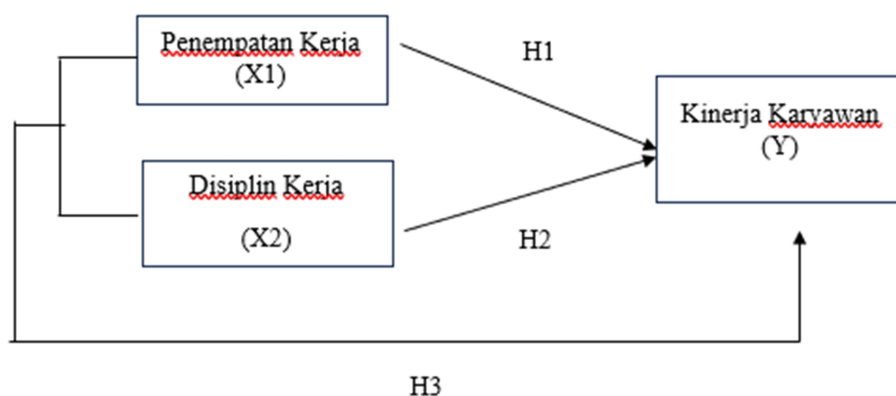 Penempatan Kerja
(X1)
H1
Kinerja Karyawan
(Y)
Disiplin Kerja
(X2)
H2
H3